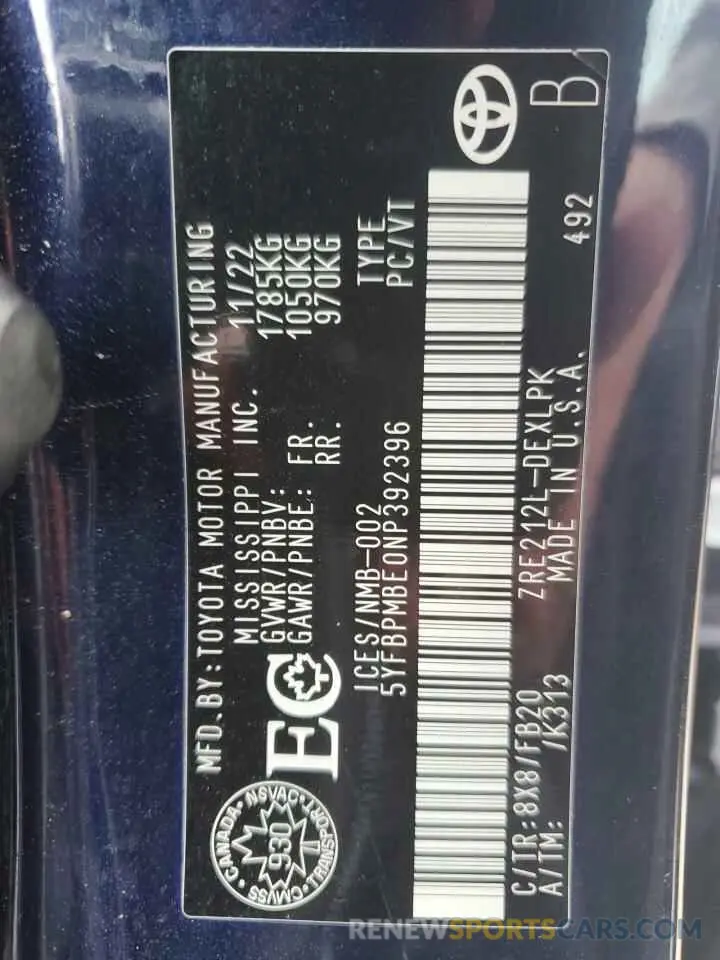 MFD.BY:TOYOTA MOTOR MANUFACTURING
MISSISSIPPI INC. 11/22
GVWR/PNBV: 1785KG
GAWR/PNBE: FR. 1050KG
RR. 970KG
EC
CANADA • NSVAC • TRANSPORT • CMVSS •
930
ICES/NMB-002 TYPE
5YFBPMBE0NP392396 PC/VT
C/TR:8X8/FB20 ZRE212L-DEXLPK 492
A/TM: /K313 MADE IN U.S.A. B
RENEWSPORTSCARS.COM